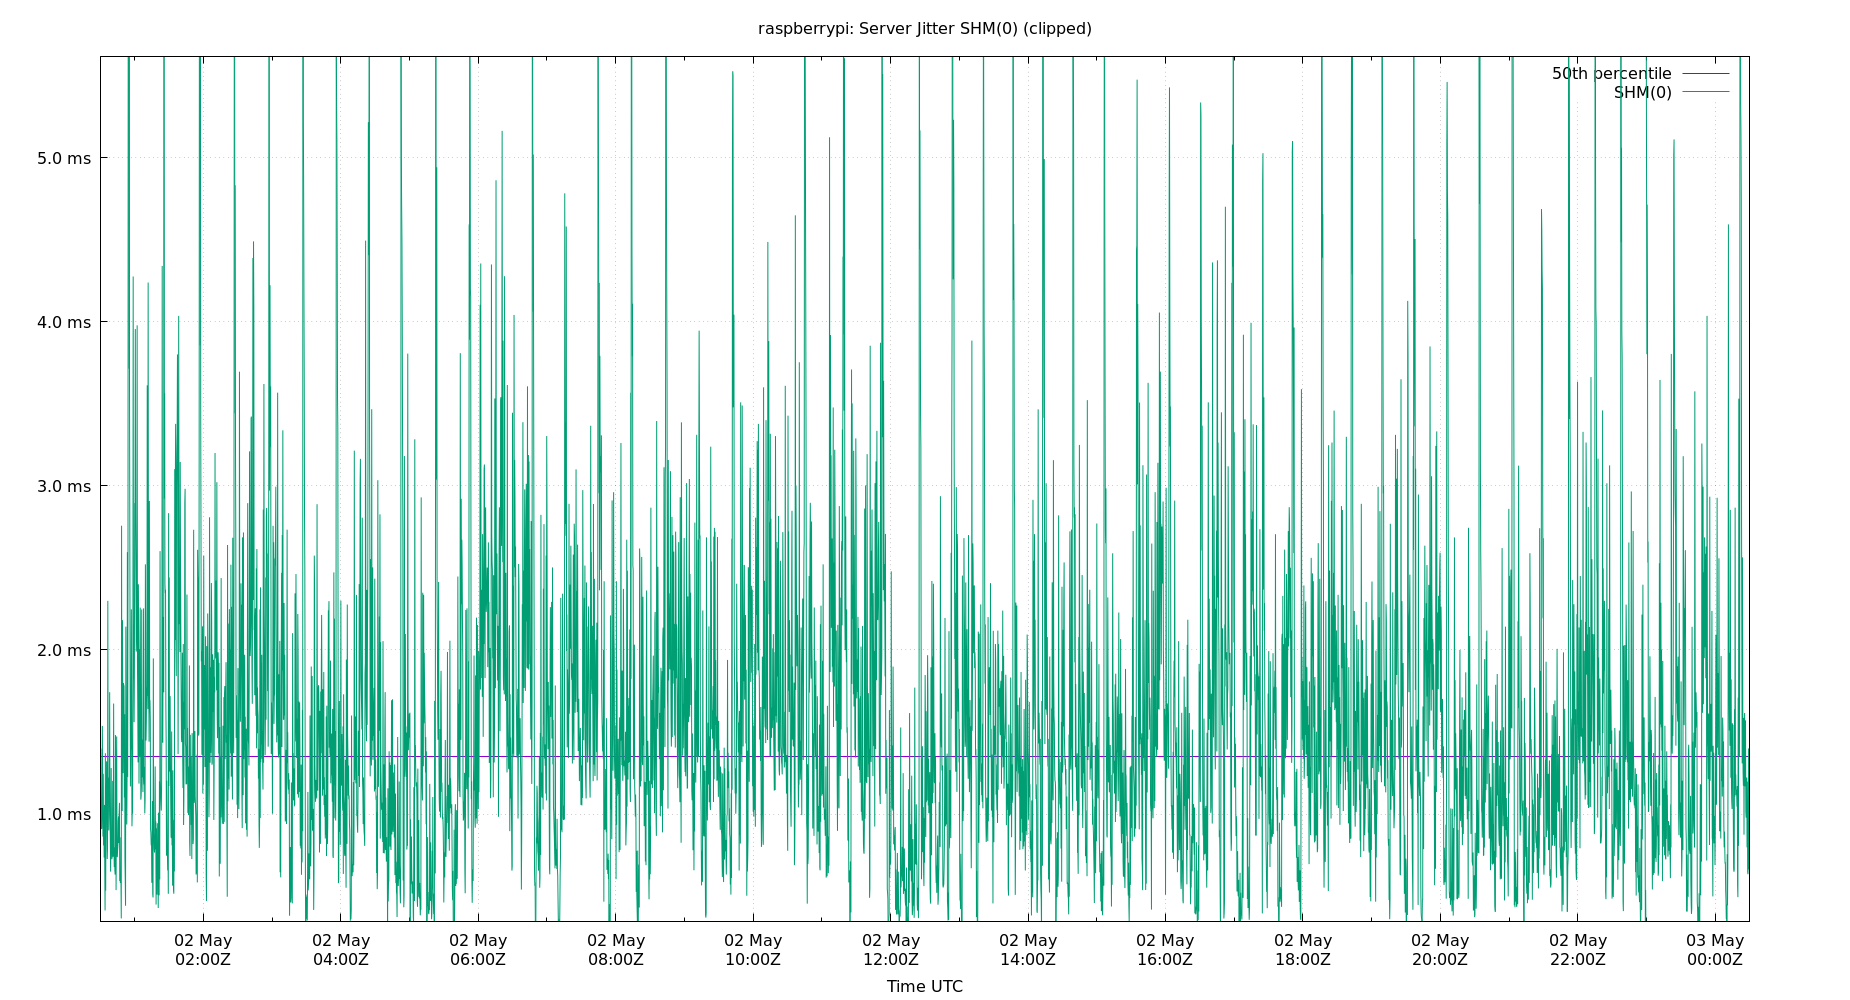 raspberrypi: Server Jitter SHM(0) (clipped)
50th percentile
SHM(0)
5.0 ms
4.0 ms
3.0 ms
2.0 ms
1.0 ms
02 May 02 May 02 May 02 May 02 May 02 May 02 May 02 May 02 May 02 May 02 May 03 May
02:00Z 04:00Z 06:00Z 08:00Z 10:00Z 12:00Z 14:00Z 16:00Z 18:00Z 20:00Z 22:00Z 00:00Z
Time UTC